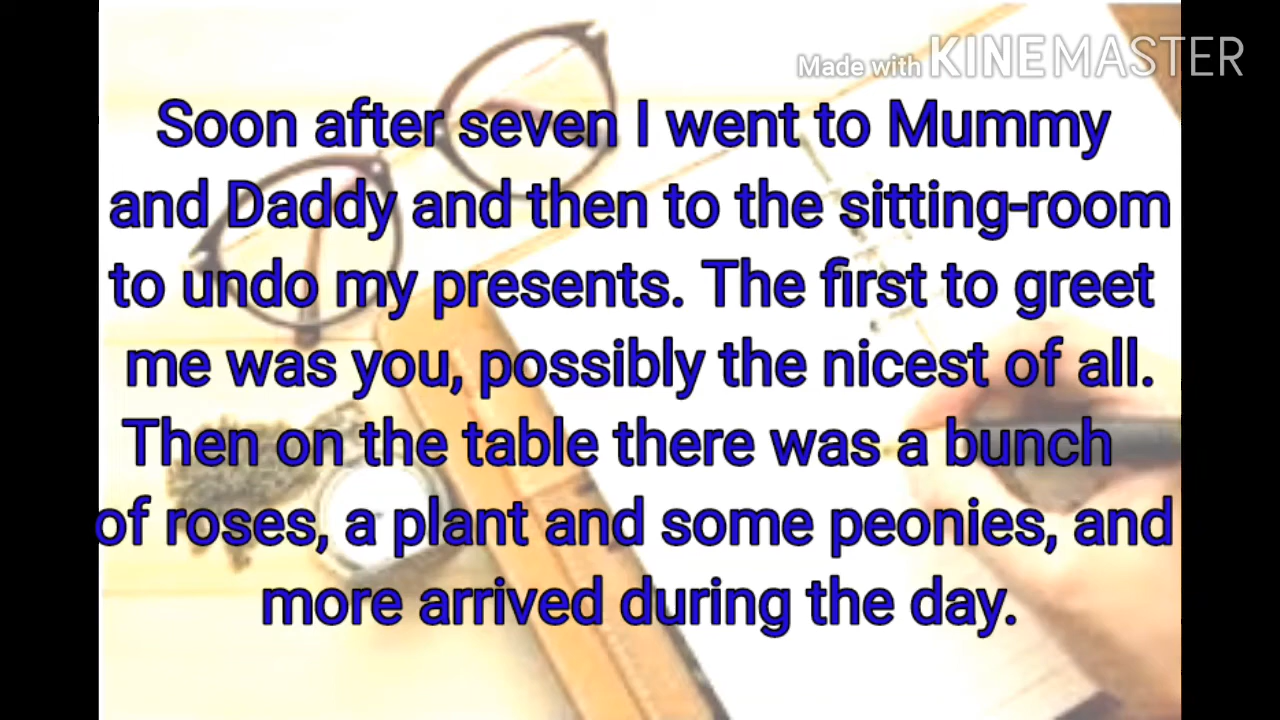 Made with KINEMASTER
Soon after seven I went to Mummy
and Daddy and then to the sitting-room
to undo my presents. The first to greet
me was you, possibly the nicest of all.
Then on the table there was a bunch
of roses, a plant and some peonies, and
more arrived during the day.